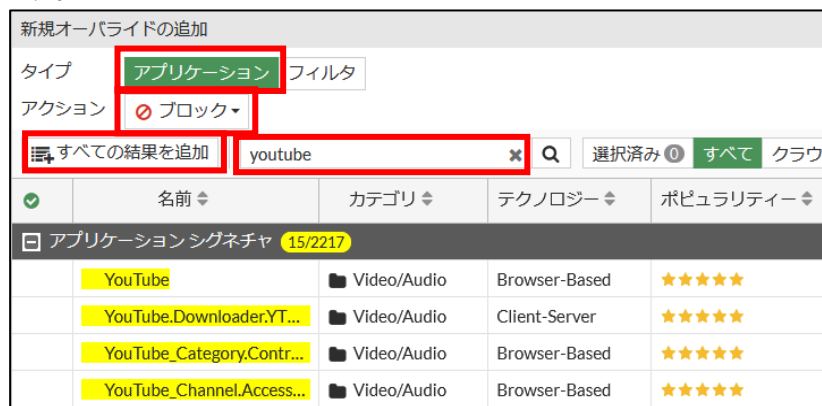 新規オーバライドの追加
タイプ アプリケーション フィルタ
アクション ブロック
すべての結果を追加 youtube 選択済み 0 すべて クラウ
名前 カテゴリ テクノロジー ポピュラリティー
アプリケーション シグネチャ 15/2217
YouTube Video/Audio Browser-Based
YouTube.Downloader.YT... Video/Audio Client-Server
YouTube_Category.Contr... Video/Audio Browser-Based
YouTube_Channel.Access... Video/Audio Browser-Based